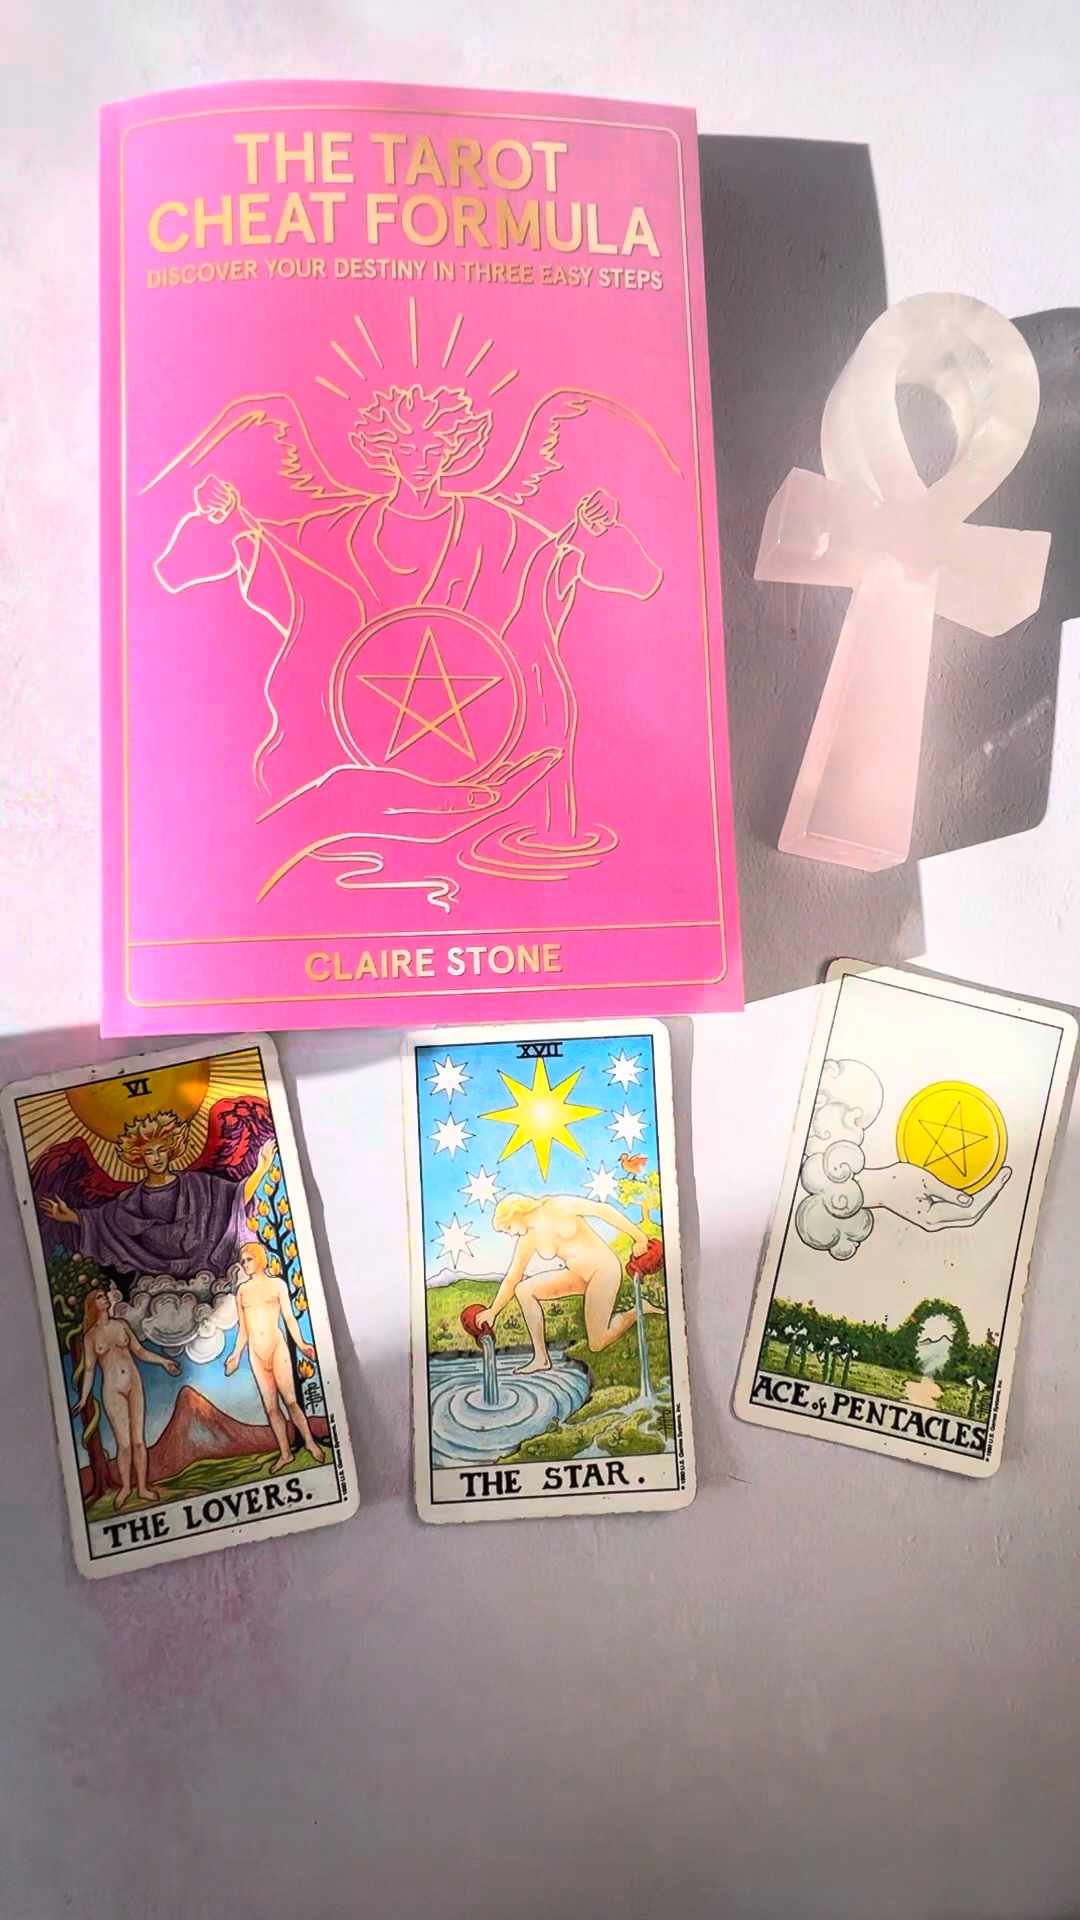 THE TAROT
CHEAT FORMULA
DISCOVER YOUR DESTINY IN THREE EASY STEPS
CLAIRE STONE
VI
THE LOVERS.
XVII
THE STAR.
ACE of PENTACLES